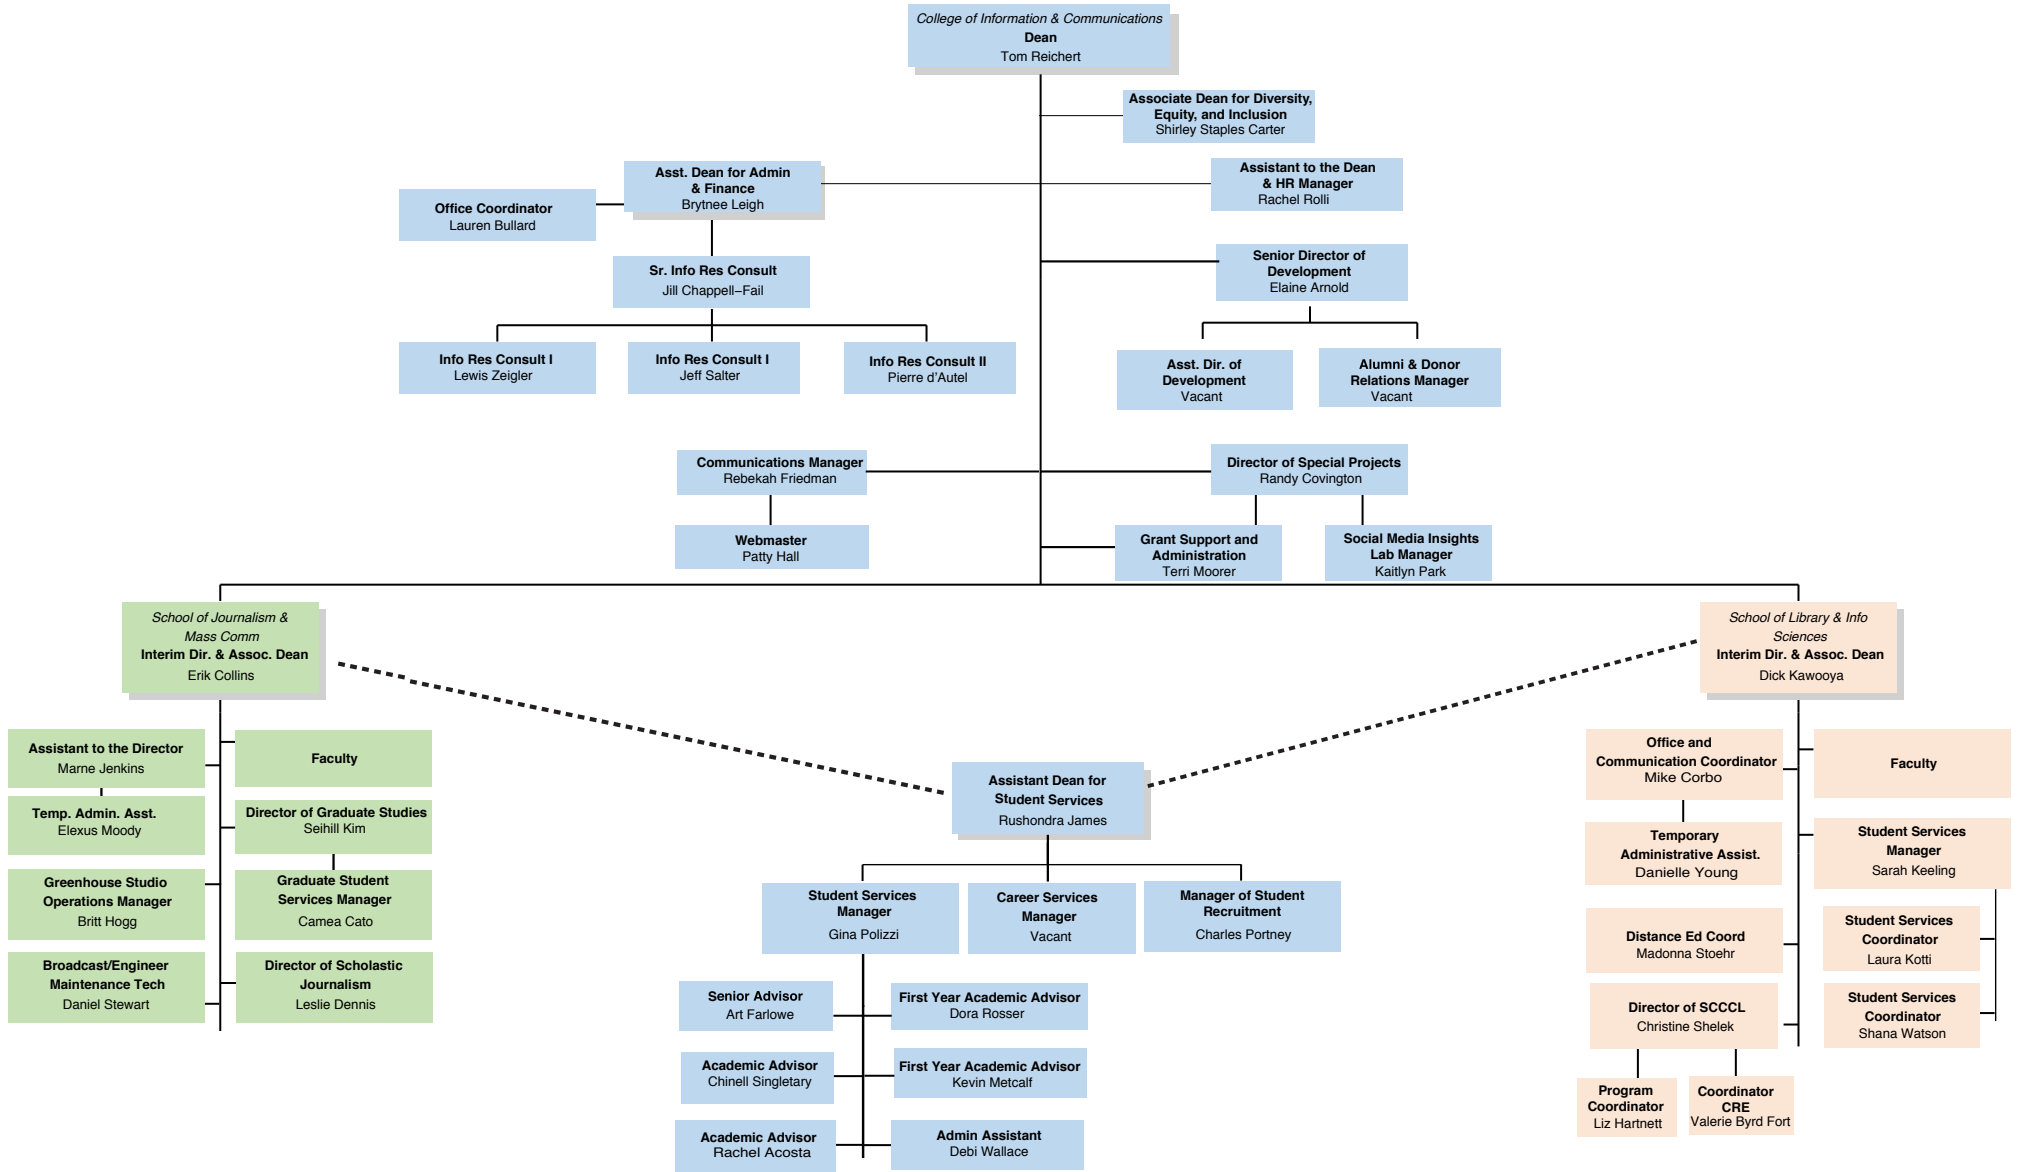 College of Information & Communications
Dean
Tom Reichert
Associate Dean for Diversity,
Equity, and Inclusion
Shirley Staples Carter
Asst. Dean for Admin
& Finance
Brytnee Leigh
Assistant to the Dean
& HR Manager
Rachel Rolli
Office Coordinator
Lauren Bullard
Sr. Info Res Consult
Jill Chappell–Fail
Senior Director of
Development
Elaine Arnold
Info Res Consult I
Lewis Zeigler
Info Res Consult I
Jeff Salter
Info Res Consult II
Pierre d’Autel
Asst. Dir. of
Development
Vacant
Alumni & Donor
Relations Manager
Vacant
Communications Manager
Rebekah Friedman
Director of Special Projects
Randy Covington
Webmaster
Patty Hall
Grant Support and
Administration
Terri Moorer
Social Media Insights
Lab Manager
Kaitlyn Park
School of Journalism &
Mass Comm
Interim Dir. & Assoc. Dean
Erik Collins
School of Library & Info
Sciences
Interim Dir. & Assoc. Dean
Dick Kawooya
Assistant to the Director
Marne Jenkins
Faculty
Temp. Admin. Asst.
Elexus Moody
Director of Graduate Studies
Seihill Kim
Greenhouse Studio
Operations Manager
Britt Hogg
Graduate Student
Services Manager
Camea Cato
Broadcast/Engineer
Maintenance Tech
Daniel Stewart
Director of Scholastic
Journalism
Leslie Dennis
Assistant Dean for
Student Services
Rushondra James
Student Services
Manager
Gina Polizzi
Career Services
Manager
Vacant
Manager of Student
Recruitment
Charles Portney
Senior Advisor
Art Farlowe
First Year Academic Advisor
Dora Rosser
Academic Advisor
Chinell Singletary
First Year Academic Advisor
Kevin Metcalf
Academic Advisor
Rachel Acosta
Admin Assistant
Debi Wallace
Office and
Communication Coordinator
Mike Corbo
Faculty
Temporary
Administrative Assist.
Danielle Young
Student Services
Manager
Sarah Keeling
Distance Ed Coord
Madonna Stoehr
Student Services
Coordinator
Laura Kotti
Director of SCCCL
Christine Shelek
Student Services
Coordinator
Shana Watson
Program
Coordinator
Liz Hartnett
Coordinator
CRE
Valerie Byrd Fort